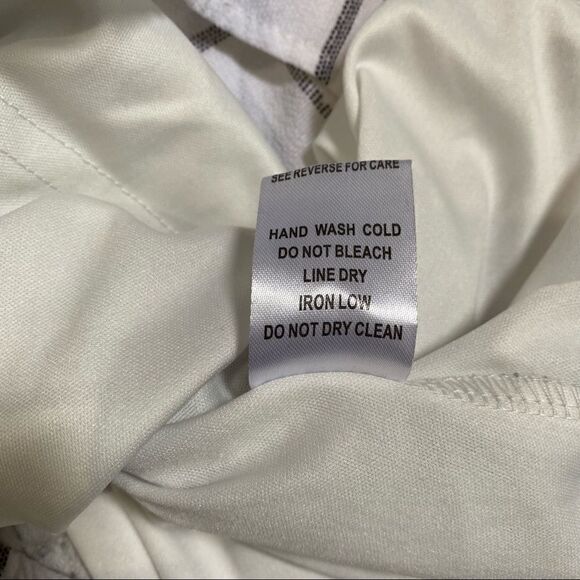 SEE REVERSE FOR CARE
HAND WASH COLD
DO NOT BLEACH
LINE DRY
IRON LOW
DO NOT DRY CLEAN